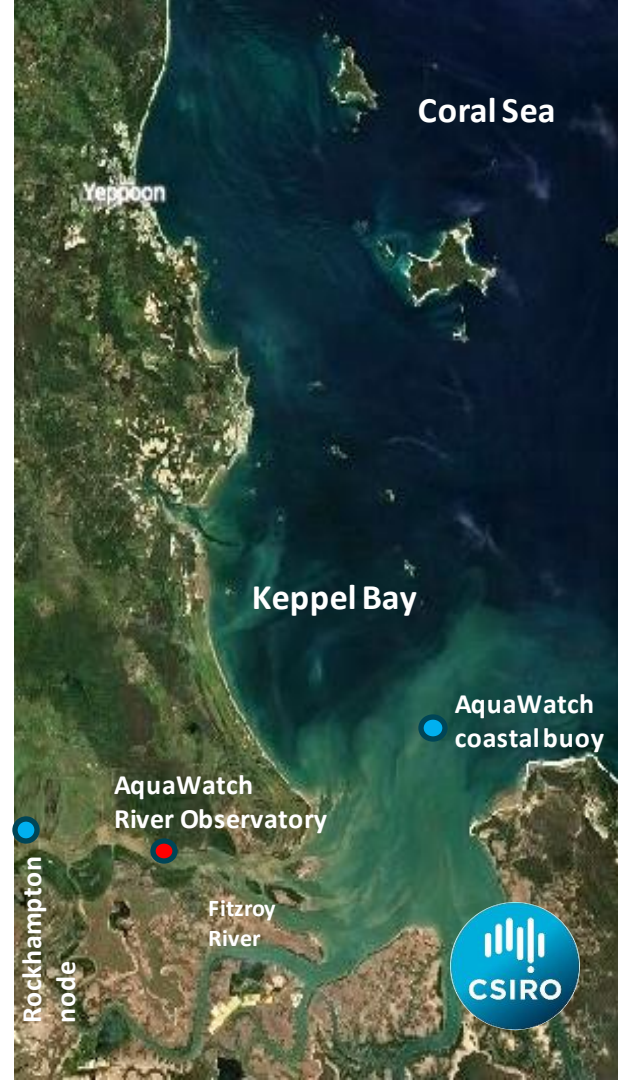 Coral Sea
Yeppoon
Keppel Bay
AquaWatch
coastal buoy
AquaWatch
River Observatory
Rockhampton
node
Fitzroy
River
CSIRO